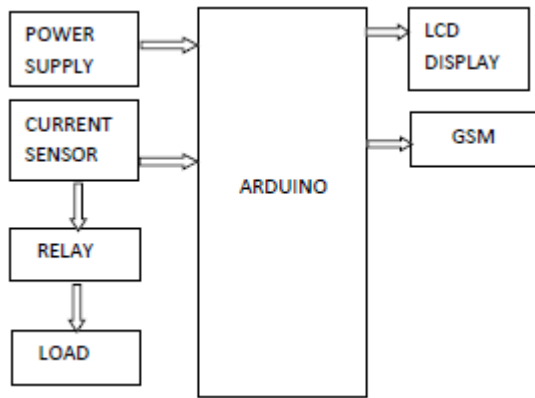 POWER
SUPPLY
CURRENT
SENSOR
RELAY
LOAD
ARDUINO
LCD
DISPLAY
GSM